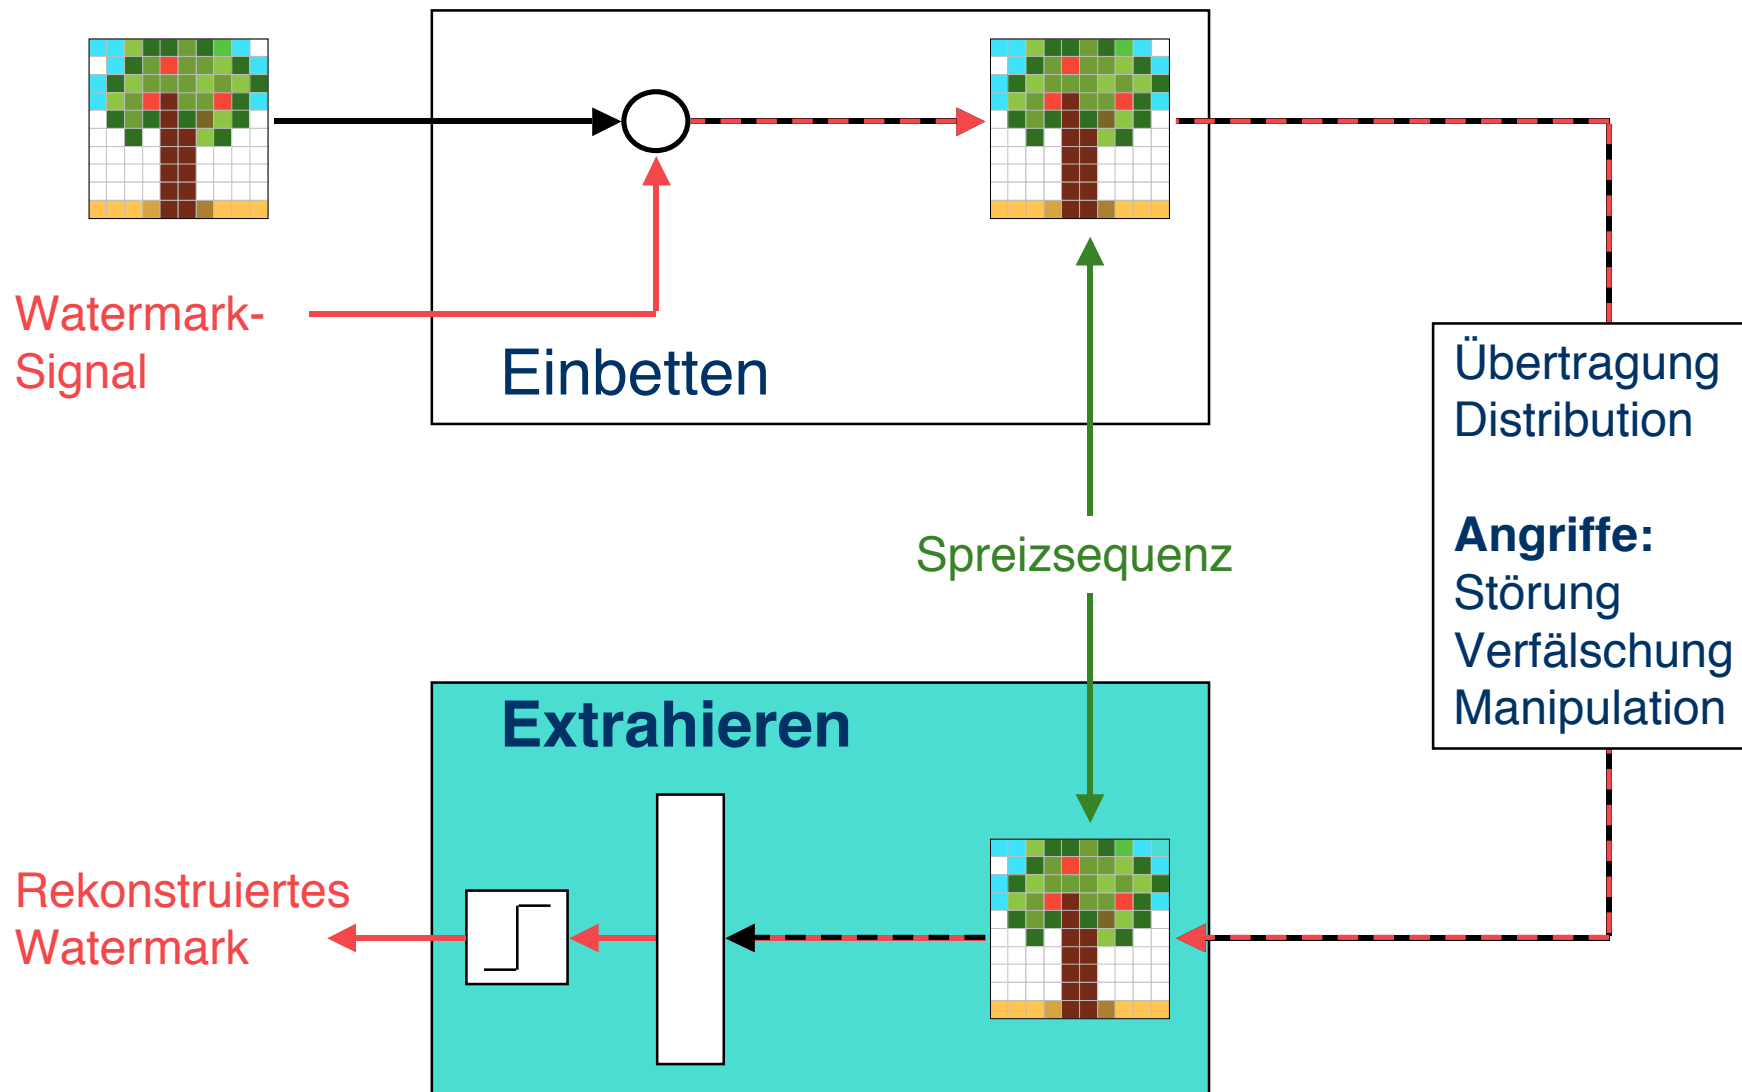 Watermark-
Signal
Einbetten
Übertragung
Distribution
Angriffe:
Störung
Verfälschung
Manipulation
Spreizsequenz
Extrahieren
Rekonstruiertes
Watermark